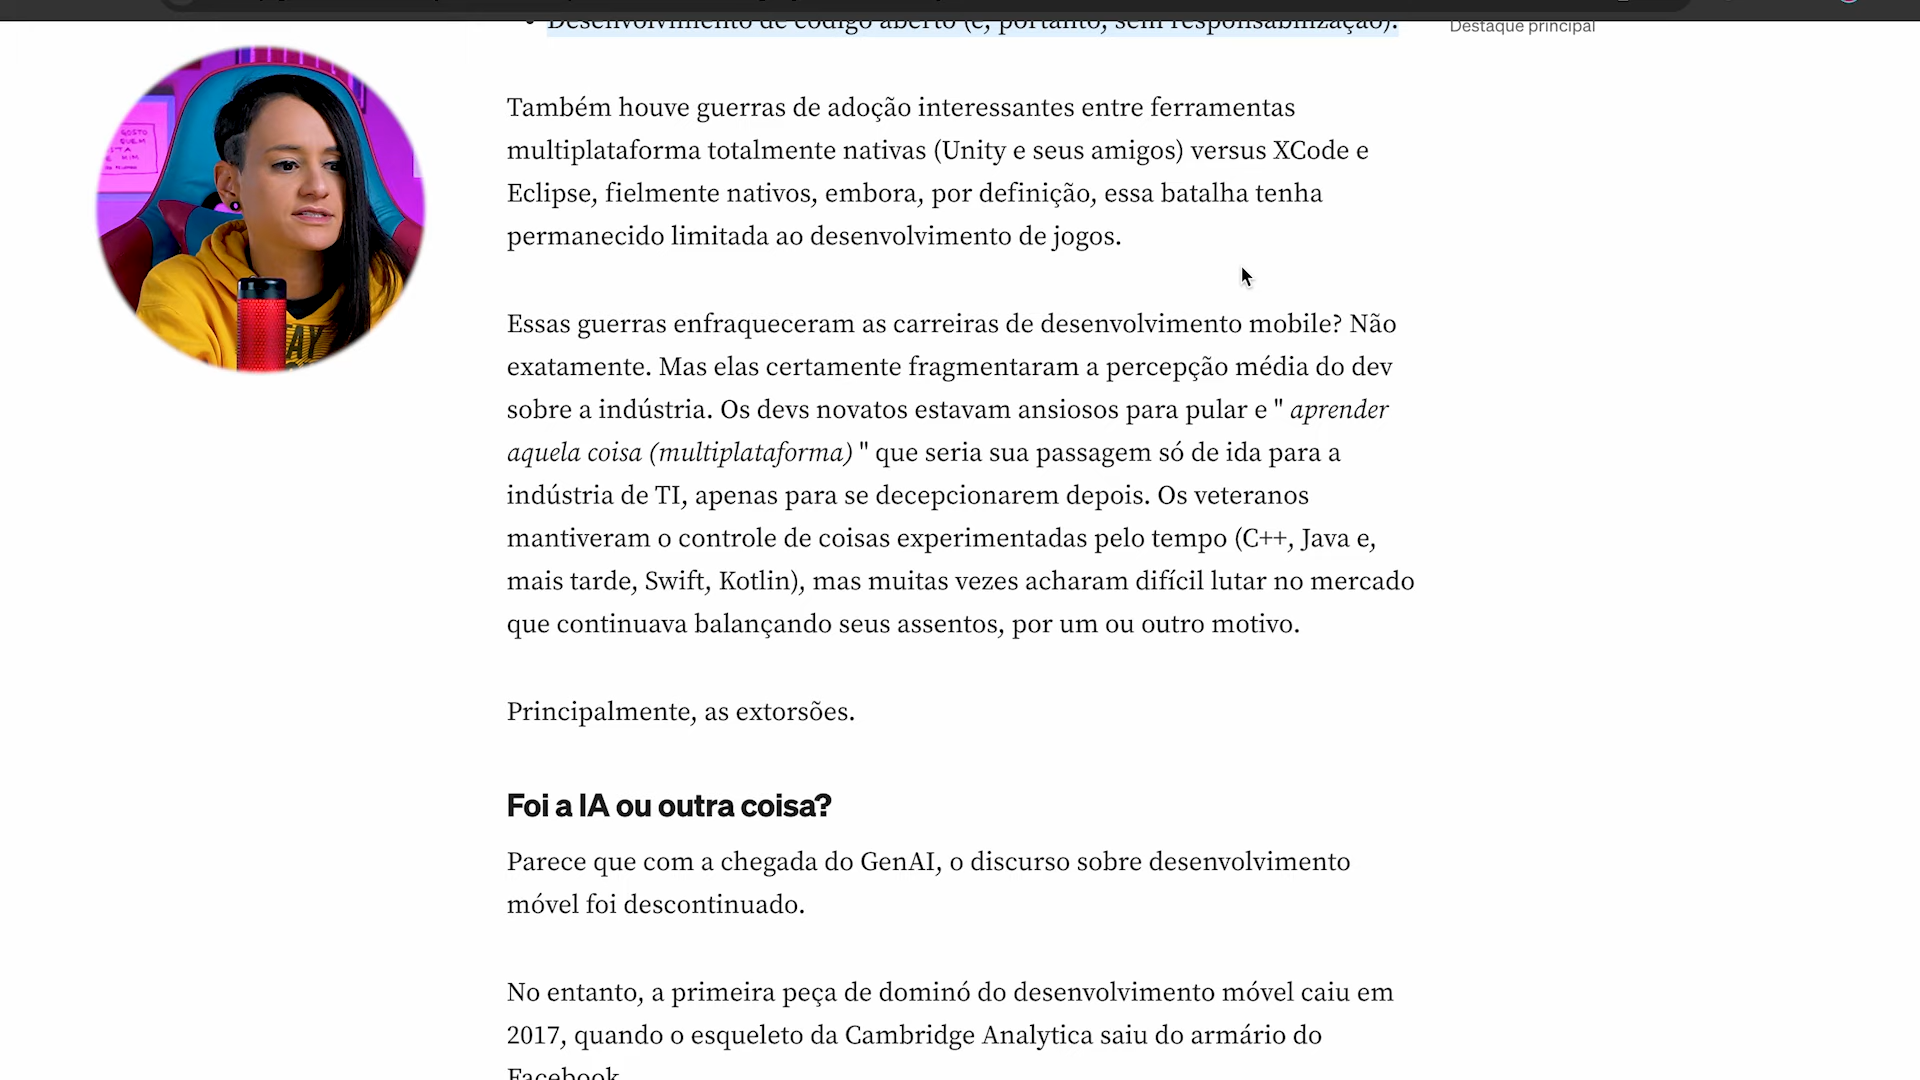 Desenvolvimento de código aberto (e, portanto, sem responsabilização).
Destaque principal
Também houve guerras de adoção interessantes entre ferramentas
multiplataforma totalmente nativas (Unity e seus amigos) versus XCode e
Eclipse, fielmente nativos, embora, por definição, essa batalha tenha
permanecido limitada ao desenvolvimento de jogos.
Essas guerras enfraqueceram as carreiras de desenvolvimento mobile? Não
exatamente. Mas elas certamente fragmentaram a percepção média do dev
sobre a indústria. Os devs novatos estavam ansiosos para pular e " aprender
aquela coisa (multiplataforma) " que seria sua passagem só de ida para a
indústria de TI, apenas para se decepcionarem depois. Os veteranos
mantiveram o controle de coisas experimentadas pelo tempo (C++, Java e,
mais tarde, Swift, Kotlin), mas muitas vezes acharam difícil lutar no mercado
que continuava balançando seus assentos, por um ou outro motivo.
Principalmente, as extorsões.
Foi a IA ou outra coisa?
Parece que com a chegada do GenAI, o discurso sobre desenvolvimento
móvel foi descontinuado.
No entanto, a primeira peça de dominó do desenvolvimento móvel caiu em
2017, quando o esqueleto da Cambridge Analytica saiu do armário do
Facebook.
GOSTO
QUEM
MIM
AY